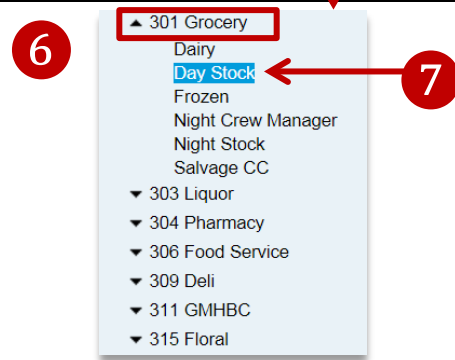 301 Grocery
6
Dairy
Day Stock
7
Frozen
Night Crew Manager
Night Stock
Salvage CC
303 Liquor
304 Pharmacy
306 Food Service
309 Deli
311 GMHBC
315 Floral